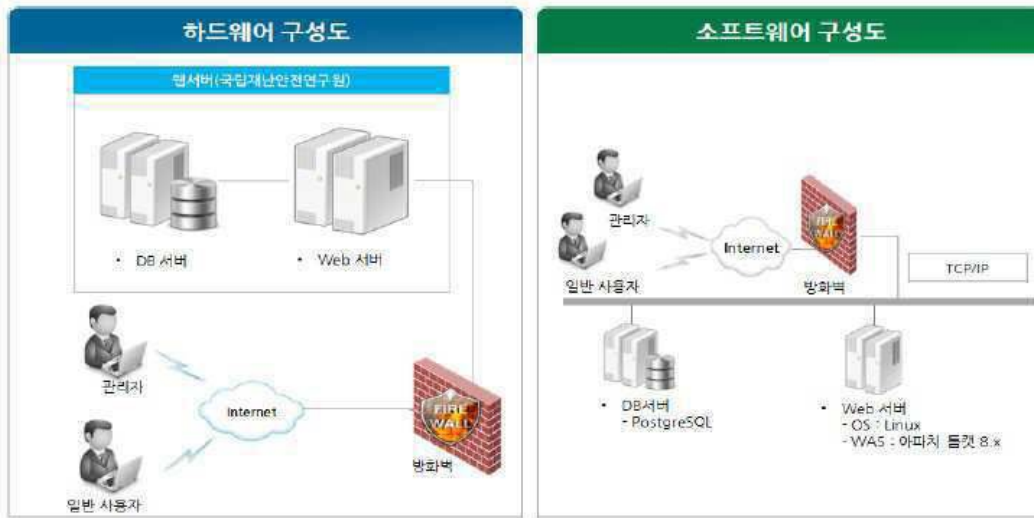 하드웨어 구성도
웹서버(국립재난안전연구원)
• DB 서버
• Web 서버
관리자
Internet
FIRE
WALL
방화벽
일반 사용자
소프트웨어 구성도
관리자
Internet
FIRE
WALL
방화벽
일반 사용자
TCP/IP
• DB서버
- PostgreSQL
• Web 서버
- OS : Linux
- WAS : 아파치 톰캣 8.x